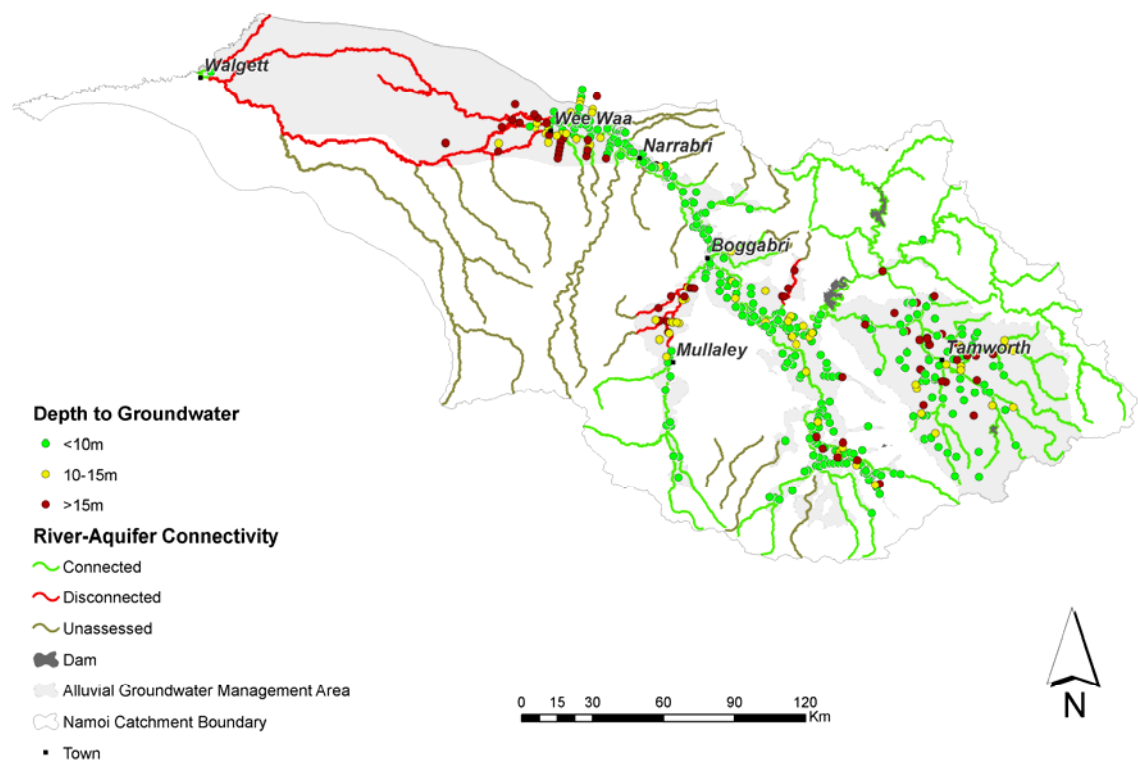 Walgett
Wee Waa
Narrabri
Boggabri
Mullaley
Tamworth
Depth to Groundwater
<10m
10-15m
>15m
River-Aquifer Connectivity
Connected
Disconnected
Unassessed
Dam
Alluvial Groundwater Management Area
Namoi Catchment Boundary
Town
0 15 30 60 90 120
Km
N